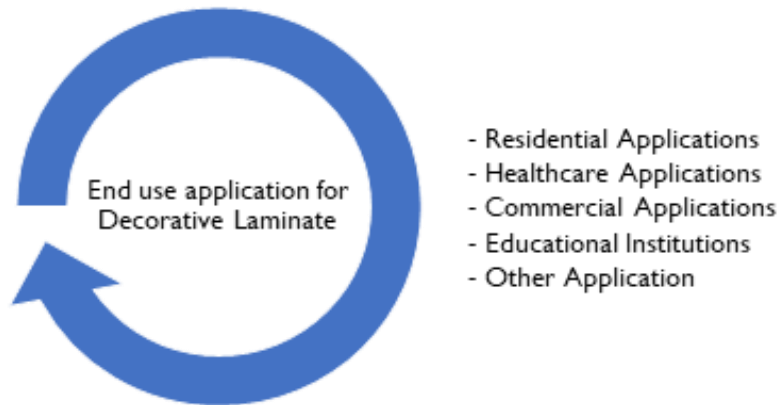 End use application for
Decorative Laminate
- Residential Applications
- Healthcare Applications
- Commercial Applications
- Educational Institutions
- Other Application